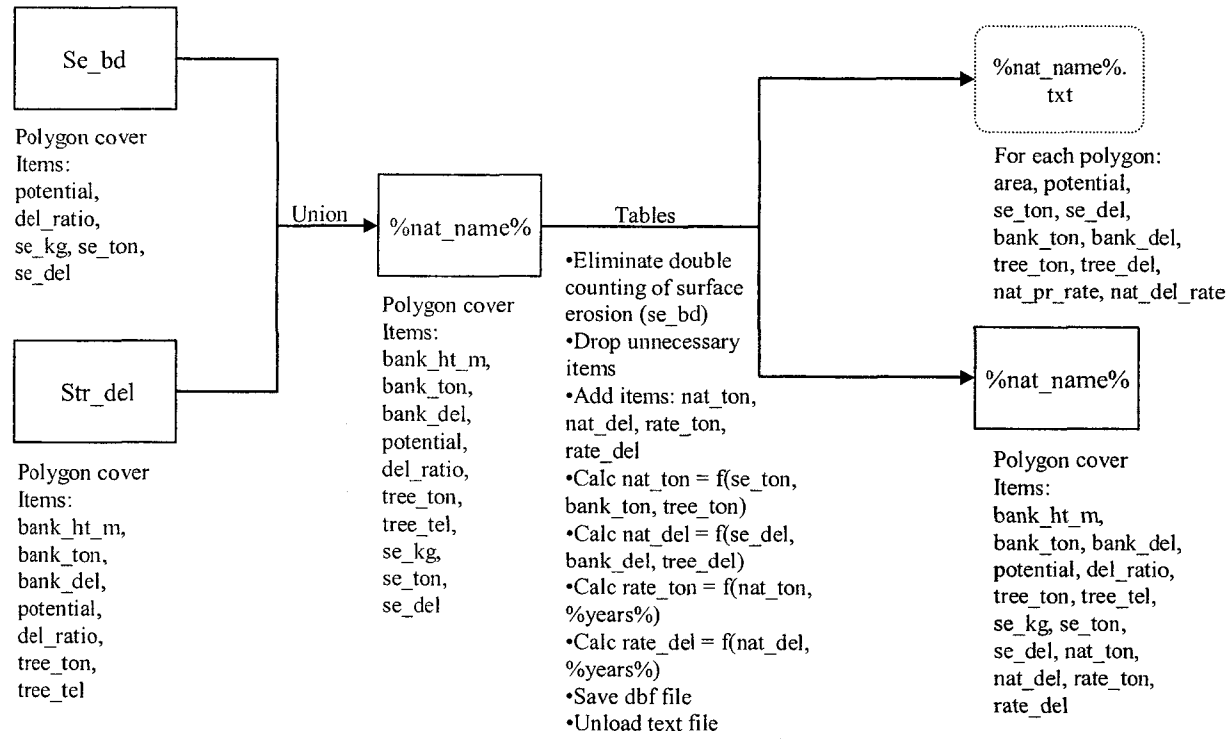 Se_bd
Polygon cover
Items:
potential,
del_ratio,
se_kg, se_ton,
se_del
Str_del
Polygon cover
Items:
bank_ht_m,
bank_ton,
bank_del,
potential,
del_ratio,
tree_ton,
tree_tel
Union
%nat_name%
Polygon cover
Items:
bank_ht_m,
bank_ton,
bank_del,
potential,
del_ratio,
tree_ton,
tree_tel,
se_kg,
se_ton,
se_del
Tables
•Eliminate double
counting of surface
erosion (se_bd)
•Drop unnecessary
items
•Add items: nat_ton,
nat_del, rate_ton,
rate_del
•Calc nat_ton = f(se_ton,
bank_ton, tree_ton)
•Calc nat_del = f(se_del,
bank_del, tree_del)
•Calc rate_ton = f(nat_ton,
%years%)
•Calc rate_del = f(nat_del,
%years%)
•Save dbf file
•Unload text file
%nat_name%.
txt
For each polygon:
area, potential,
se_ton, se_del,
bank_ton, bank_del,
tree_ton, tree_del,
nat_pr_rate, nat_del_rate
%nat_name%
Polygon cover
Items:
bank_ht_m,
bank_ton, bank_del,
potential, del_ratio,
tree_ton, tree_tel,
se_kg, se_ton,
se_del, nat_ton,
nat_del, rate_ton,
rate_del